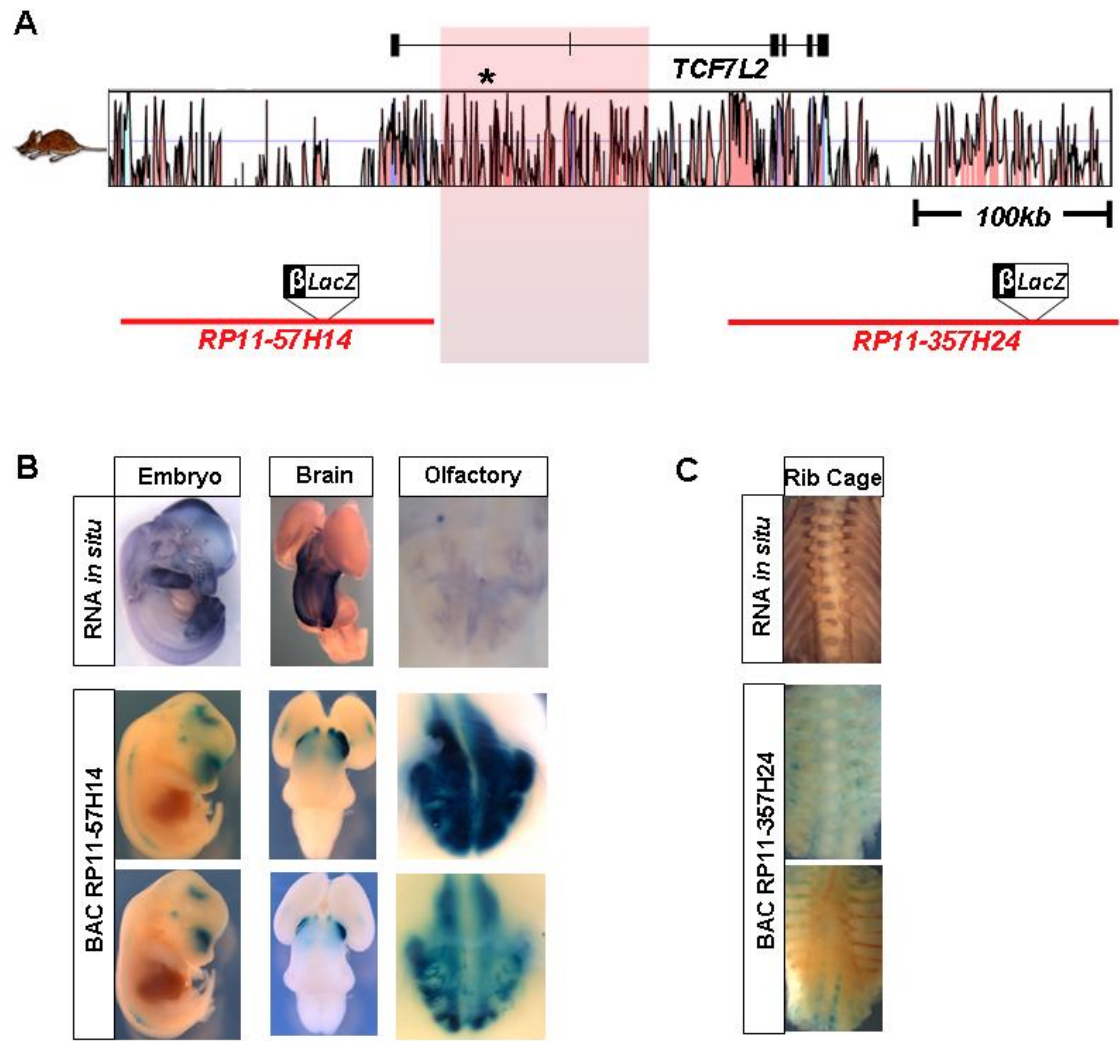 A
TCF7L2
*
100kb
β LacZ
β LacZ
RP11-57H14
RP11-357H24
B
Embryo
Brain
Olfactory
RNA in situ
BAC RP11-57H14
C
Rib Cage
RNA in situ
BAC RP11-357H24